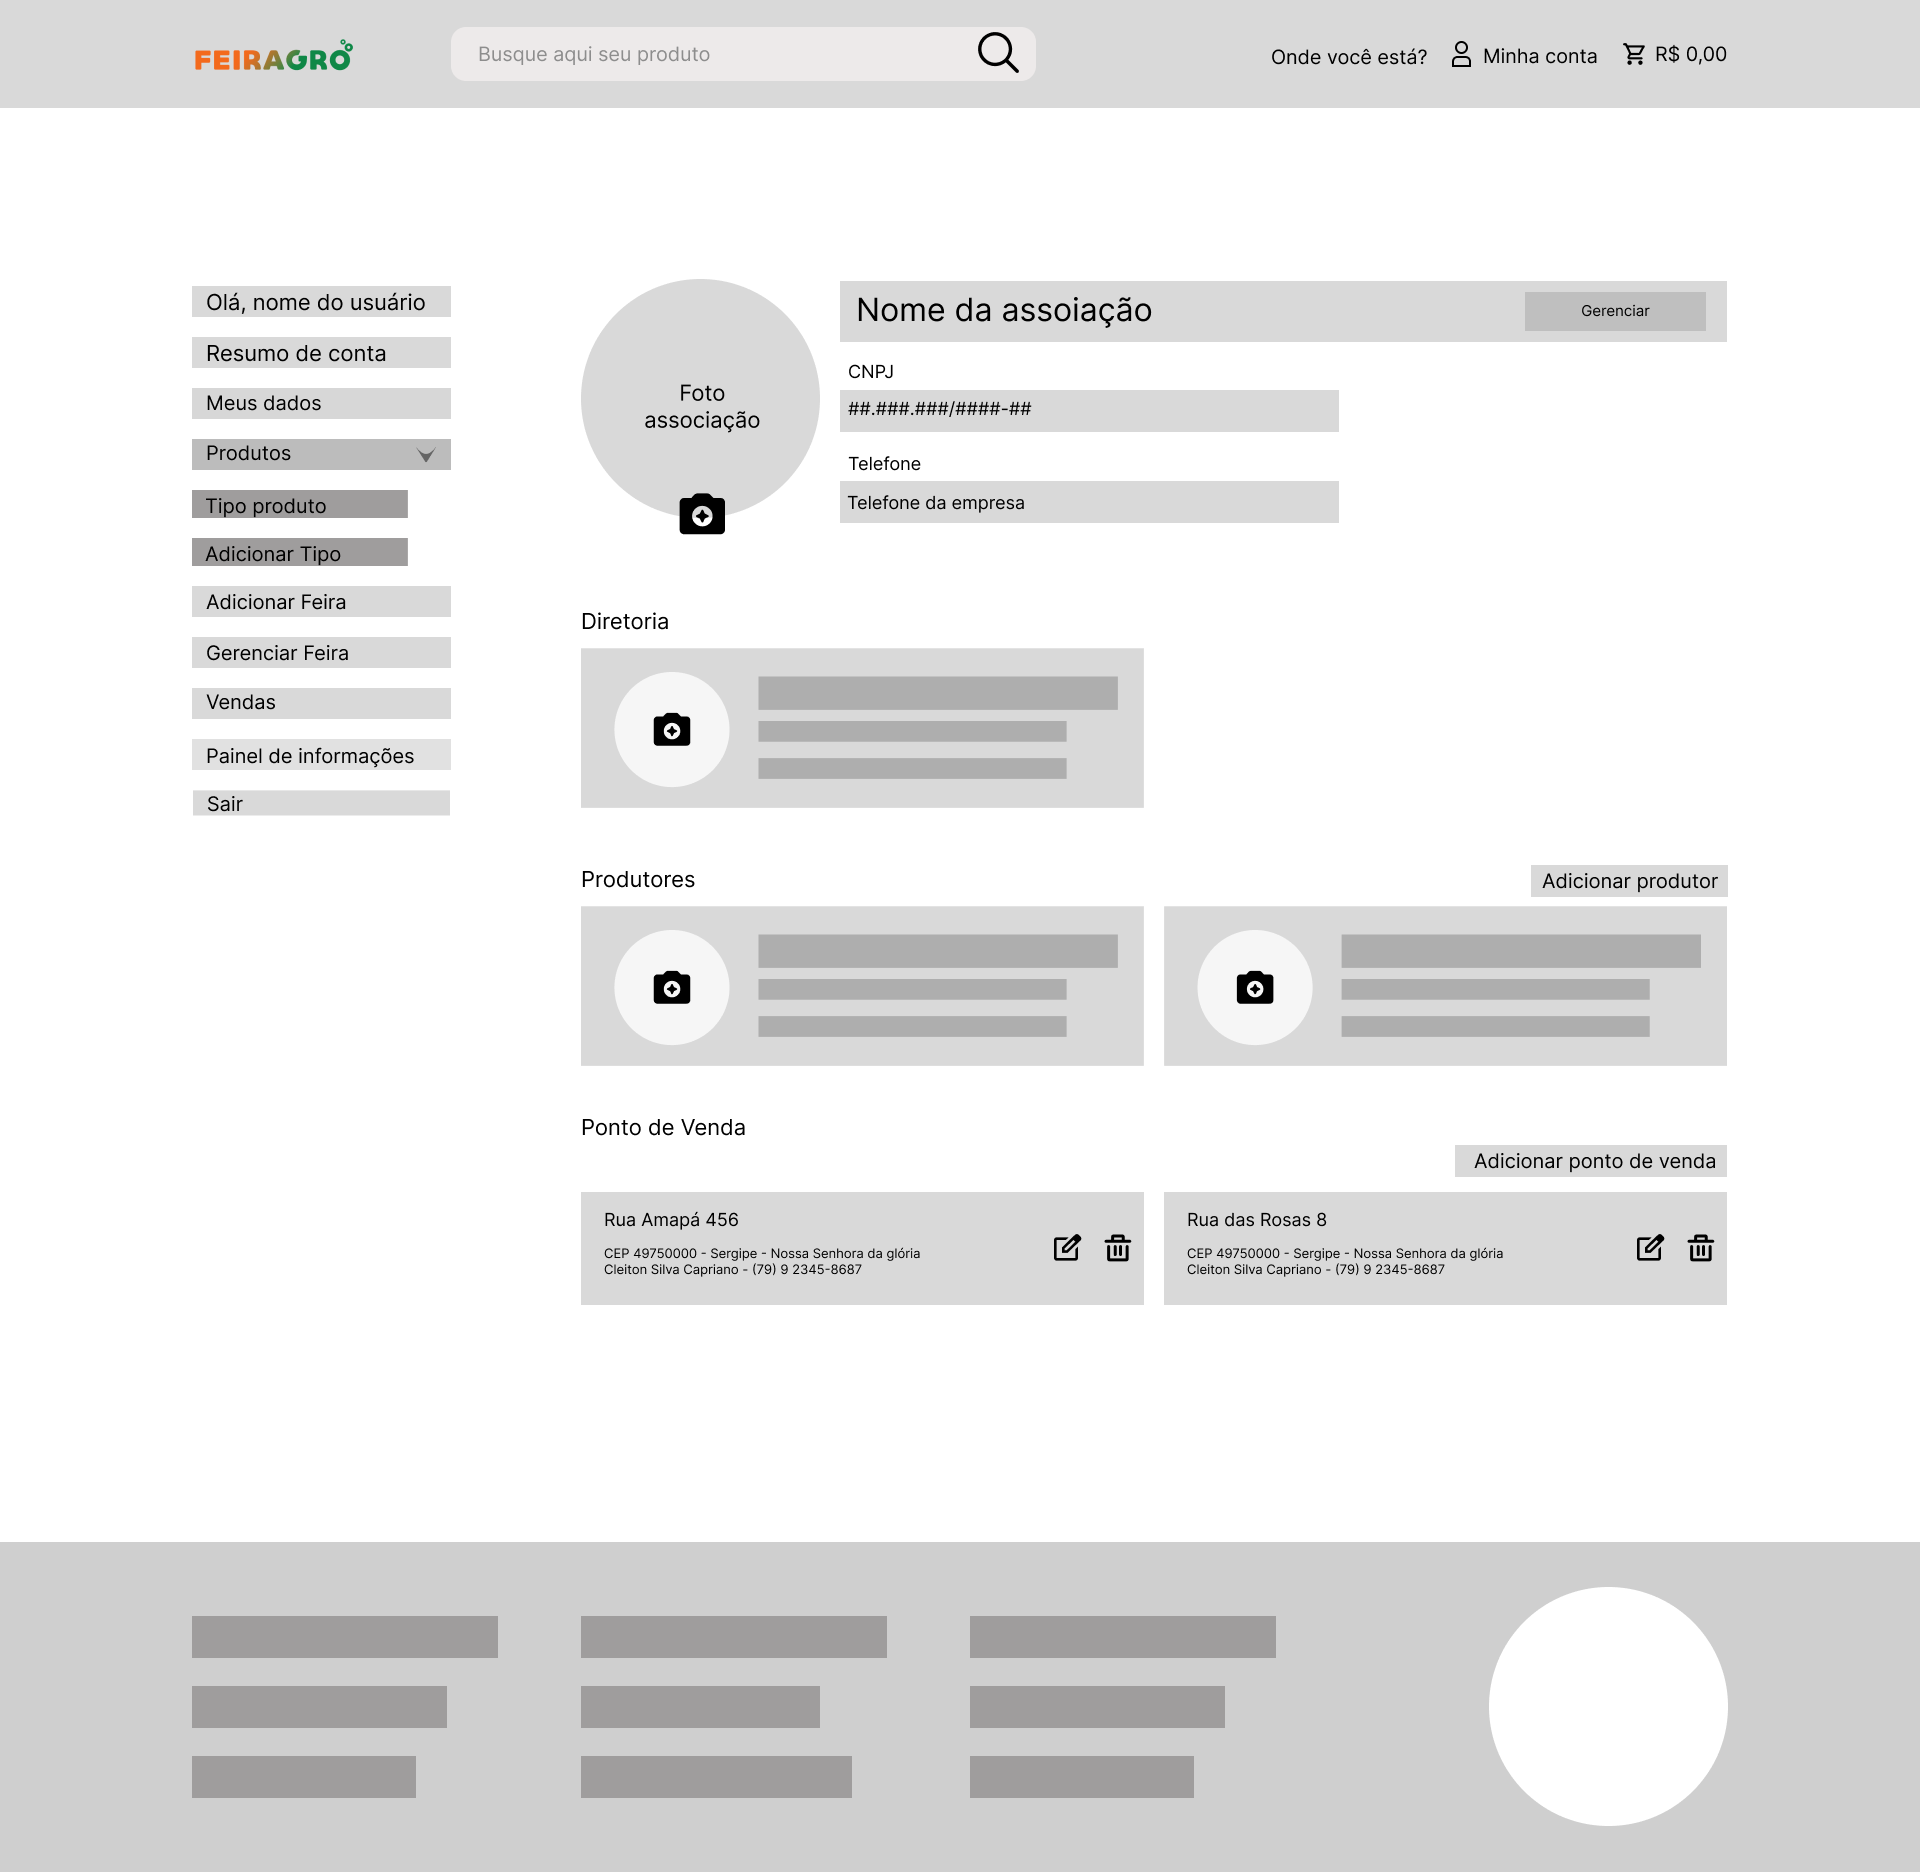 FEIRAGRO
Busque aqui seu produto
Onde você está?
Minha conta
R$ 0,00
Olá, nome do usuário
Resumo de conta
Meus dados
Produtos
Tipo produto
Adicionar Tipo
Adicionar Feira
Gerenciar Feira
Vendas
Painel de informações
Sair
Foto
associação
Nome da assoiação
Gerenciar
CNPJ
##.###.###/####-##
Telefone
Telefone da empresa
Diretoria
Produtores
Adicionar produtor
Ponto de Venda
Adicionar ponto de venda
Rua Amapá 456
CEP 49750000 - Sergipe - Nossa Senhora da glória
Cleiton Silva Capriano - (79) 9 2345-8687
Rua das Rosas 8
CEP 49750000 - Sergipe - Nossa Senhora da glória
Cleiton Silva Capriano - (79) 9 2345-8687